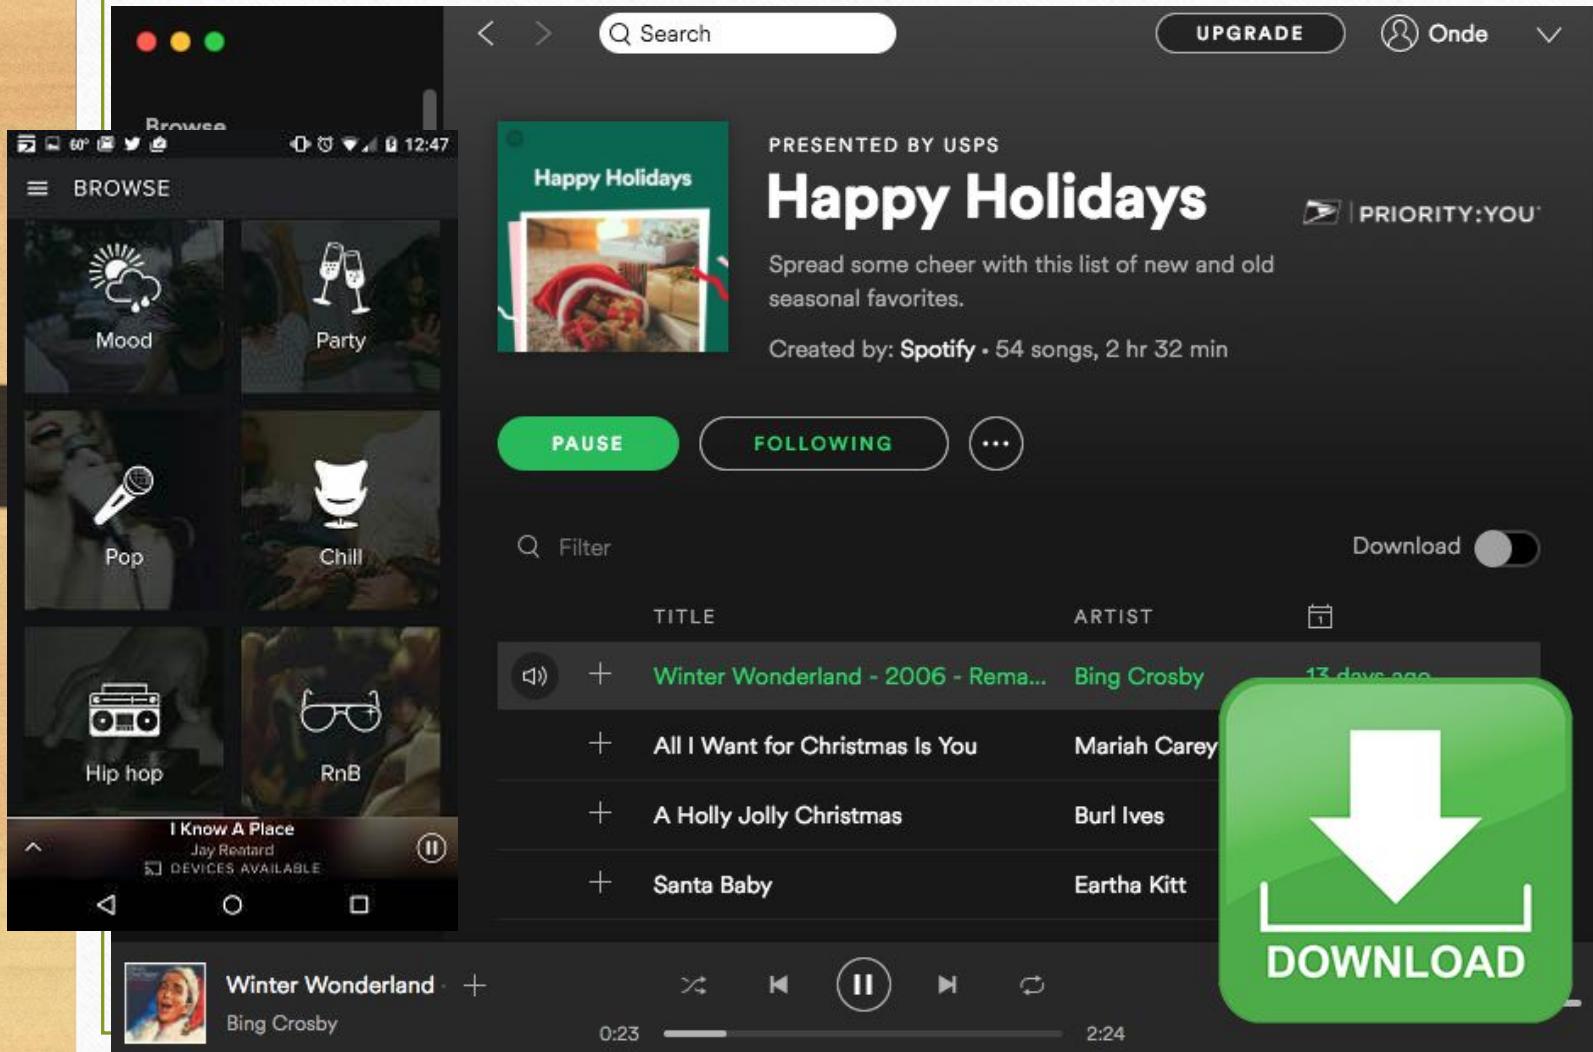 Search
UPGRADE
Onde
Browse
60°
12:47
BROWSE
Mood
Party
Pop
Chill
Hip hop
RnB
I Know A Place
Jay Reatard
DEVICES AVAILABLE
Happy Holidays
PRESENTED BY USPS
Happy Holidays
PRIORITY:YOU
Spread some cheer with this list of new and old
seasonal favorites.
Created by: Spotify • 54 songs, 2 hr 32 min
PAUSE
FOLLOWING
Filter
Download
TITLE ARTIST
Winter Wonderland - 2006 - Rema... Bing Crosby 13 days ago
All I Want for Christmas Is You Mariah Carey
A Holly Jolly Christmas Burl Ives
Santa Baby Eartha Kitt
DOWNLOAD
Winter Wonderland
Bing Crosby
0:23
2:24